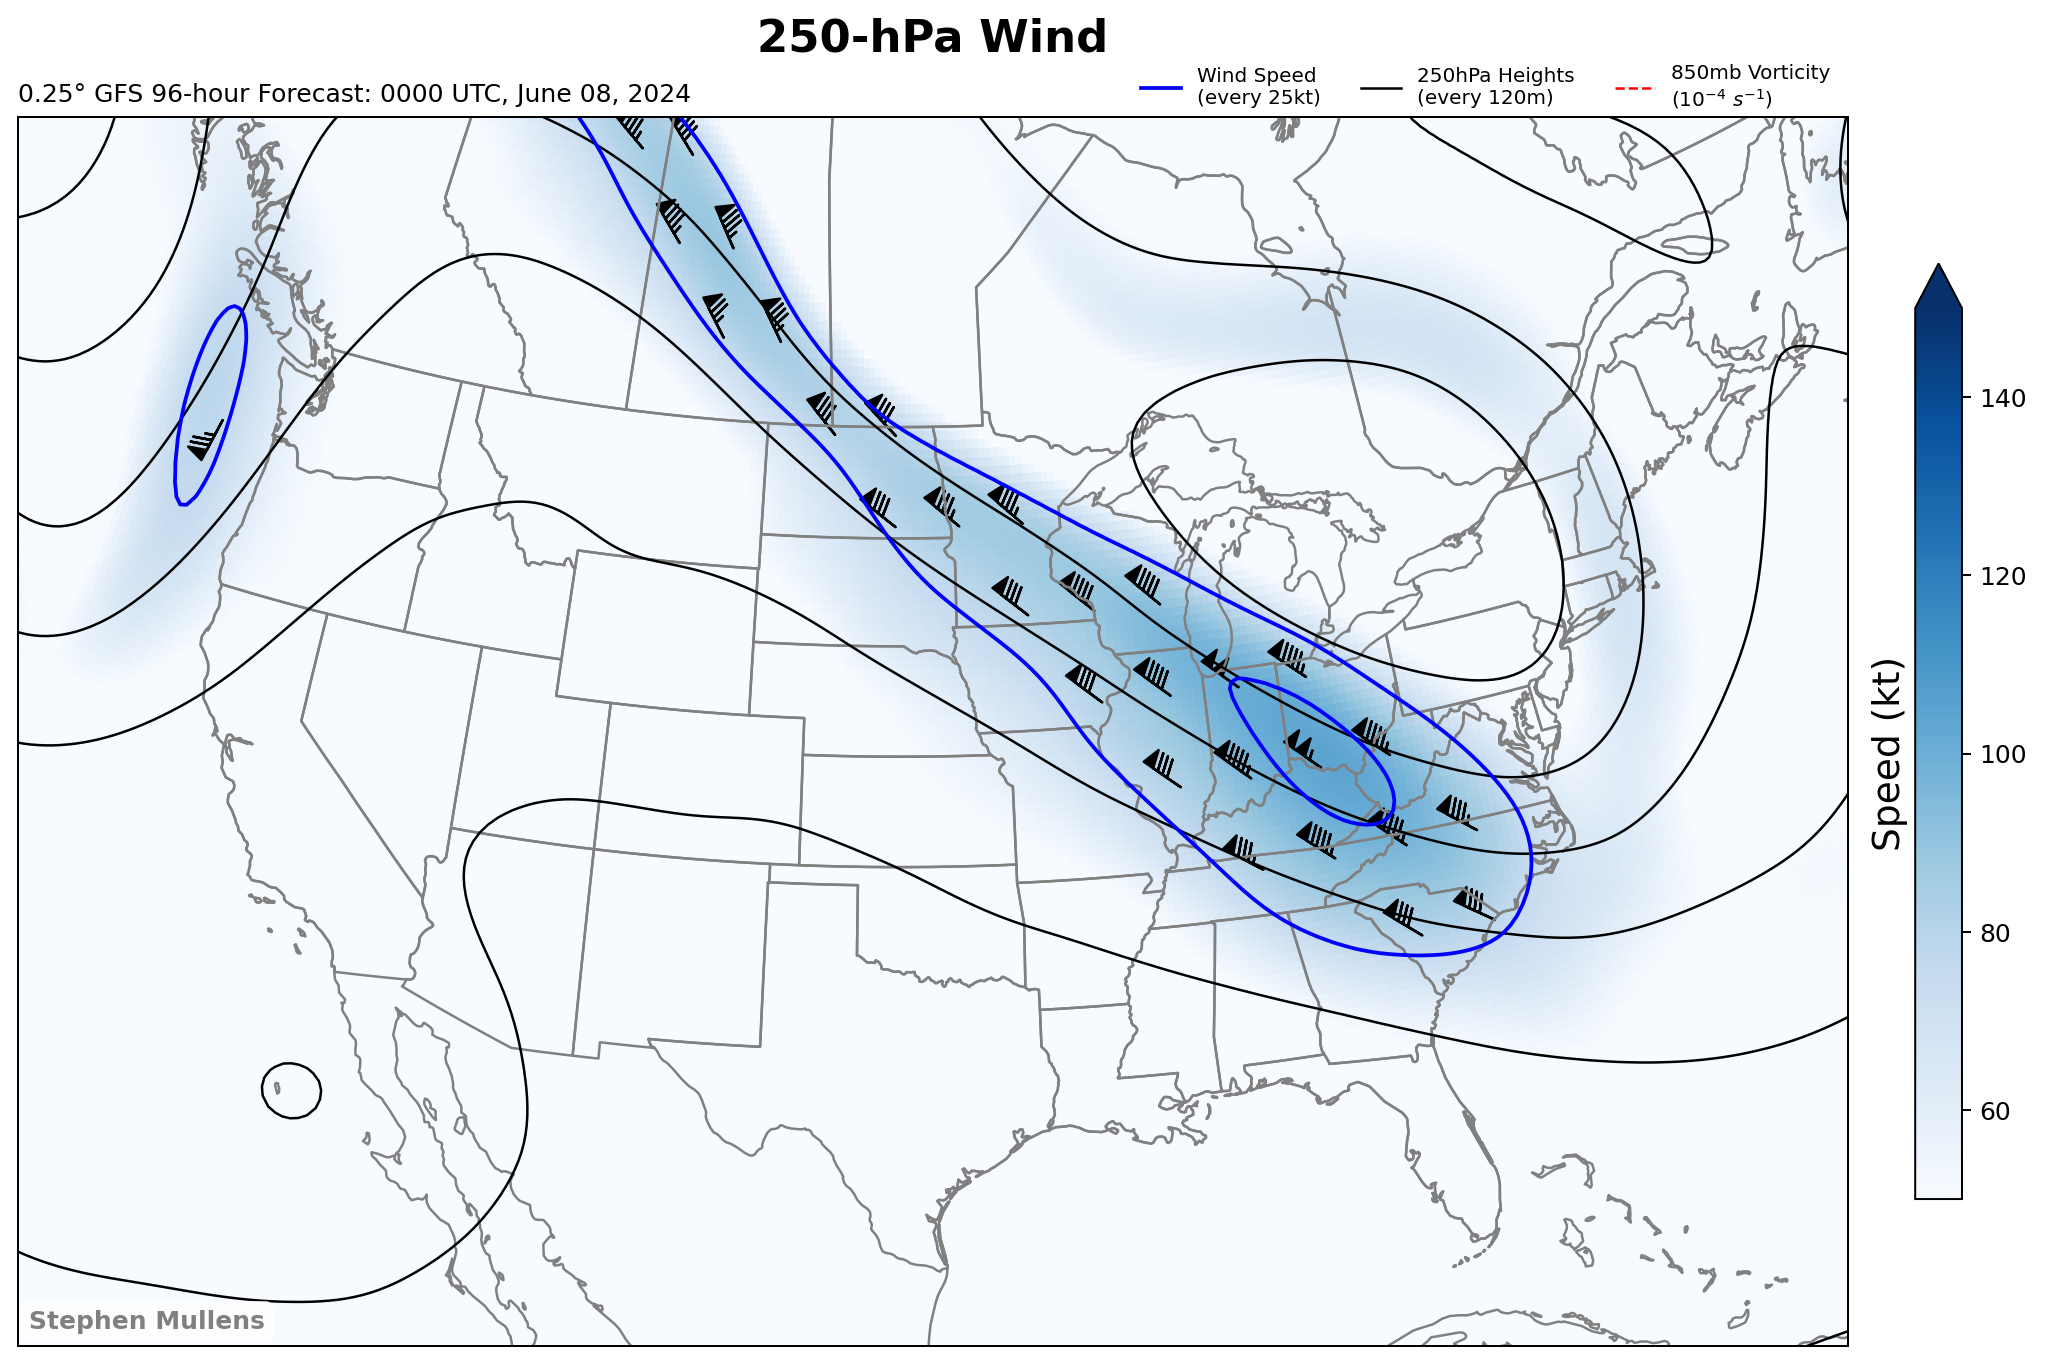 250-hPa Wind
0.25° GFS 96-hour Forecast: 0000 UTC, June 08, 2024
Wind Speed
(every 25kt)
250hPa Heights
(every 120m)
850mb Vorticity
(10⁻⁴ s⁻¹)
140
120
100
80
60
Speed (kt)
Stephen Mullens